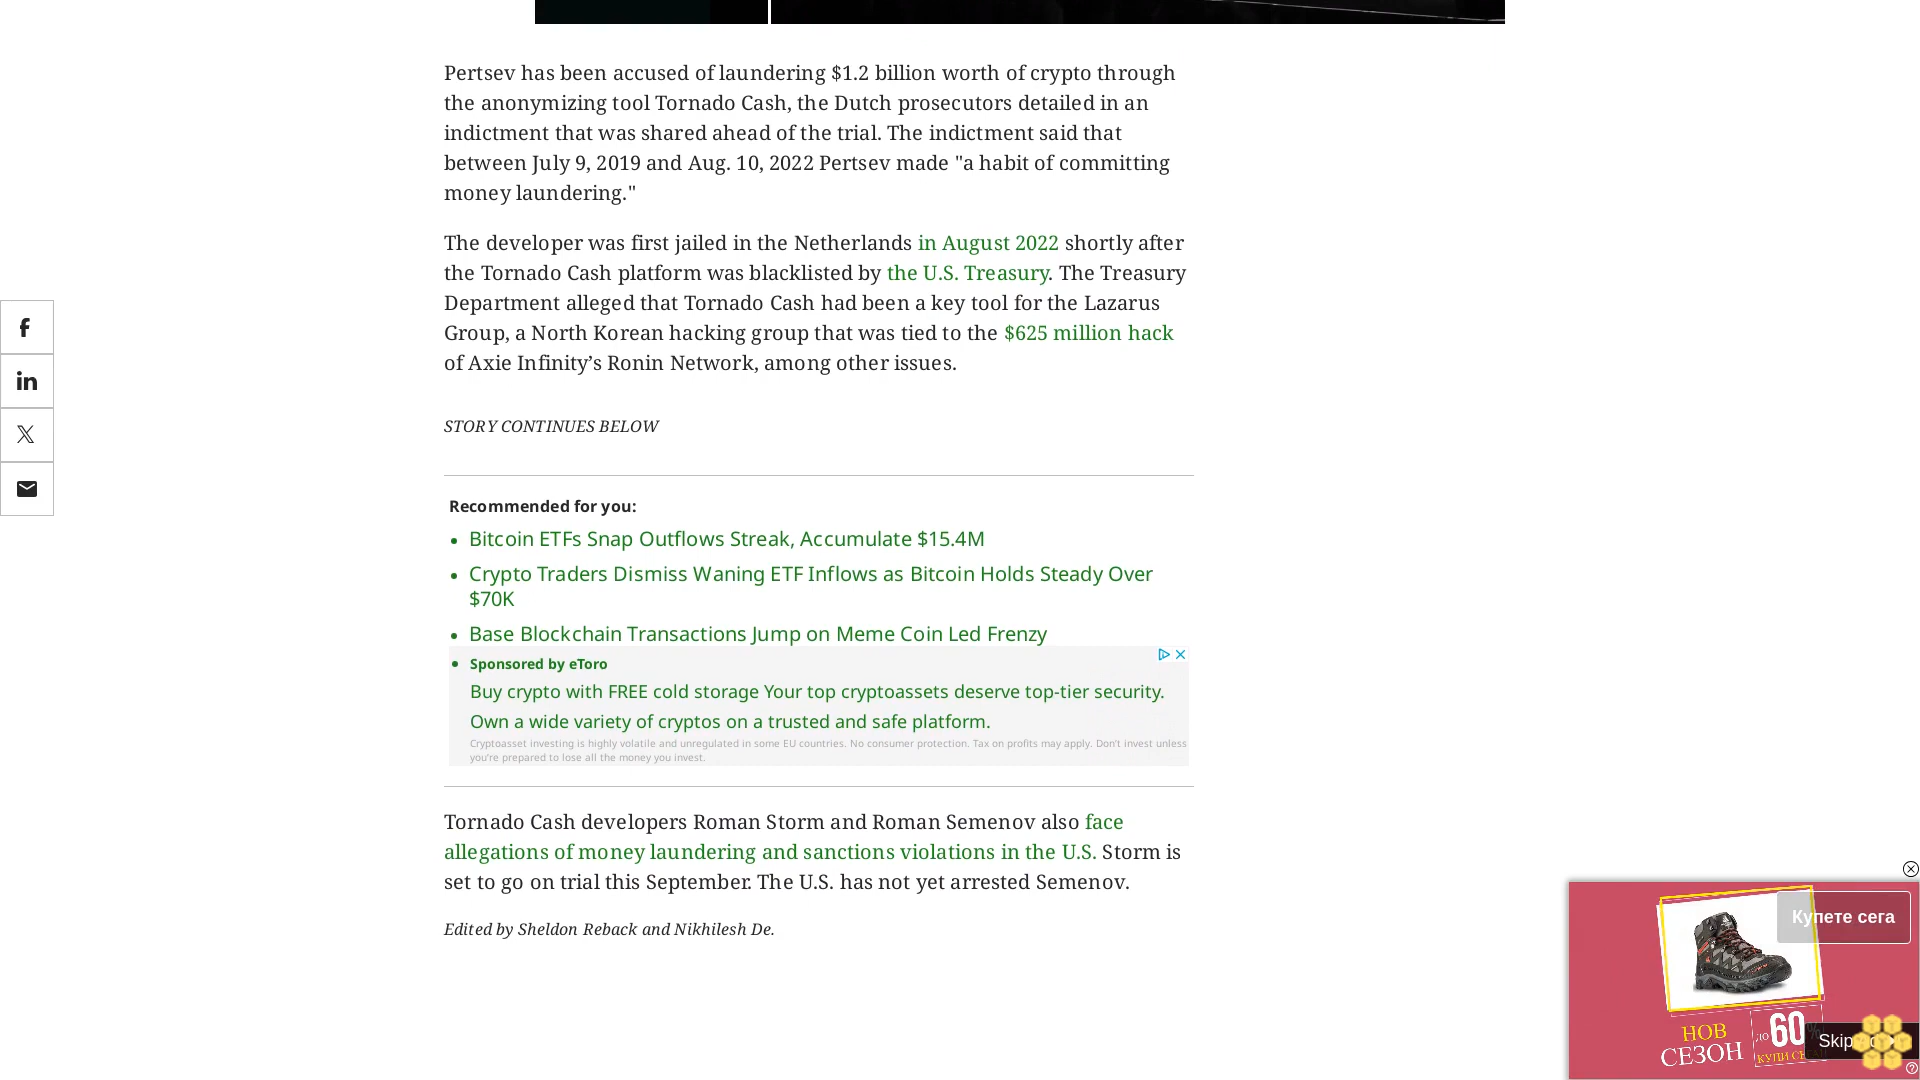 Pertsev has been accused of laundering $1.2 billion worth of crypto through
the anonymizing tool Tornado Cash, the Dutch prosecutors detailed in an
indictment that was shared ahead of the trial. The indictment said that
between July 9, 2019 and Aug. 10, 2022 Pertsev made "a habit of committing
money laundering."
The developer was first jailed in the Netherlands in August 2022 shortly after
the Tornado Cash platform was blacklisted by the U.S. Treasury. The Treasury
Department alleged that Tornado Cash had been a key tool for the Lazarus
Group, a North Korean hacking group that was tied to the $625 million hack
of Axie Infinity’s Ronin Network, among other issues.
STORY CONTINUES BELOW
Recommended for you:
• Bitcoin ETFs Snap Outflows Streak, Accumulate $15.4M
• Crypto Traders Dismiss Waning ETF Inflows as Bitcoin Holds Steady Over
$70K
• Base Blockchain Transactions Jump on Meme Coin Led Frenzy
• Sponsored by eToro
Buy crypto with FREE cold storage Your top cryptoassets deserve top-tier security.
Own a wide variety of cryptos on a trusted and safe platform.
Cryptoasset investing is highly volatile and unregulated in some EU countries. No consumer protection. Tax on profits may apply. Don’t invest unless
you’re prepared to lose all the money you invest.
Tornado Cash developers Roman Storm and Roman Semenov also face
allegations of money laundering and sanctions violations in the U.S. Storm is
set to go on trial this September. The U.S. has not yet arrested Semenov.
Edited by Sheldon Reback and Nikhilesh De.
Купете сега
НОВ
СЕЗОН
до 60%
КУПИ
Skip